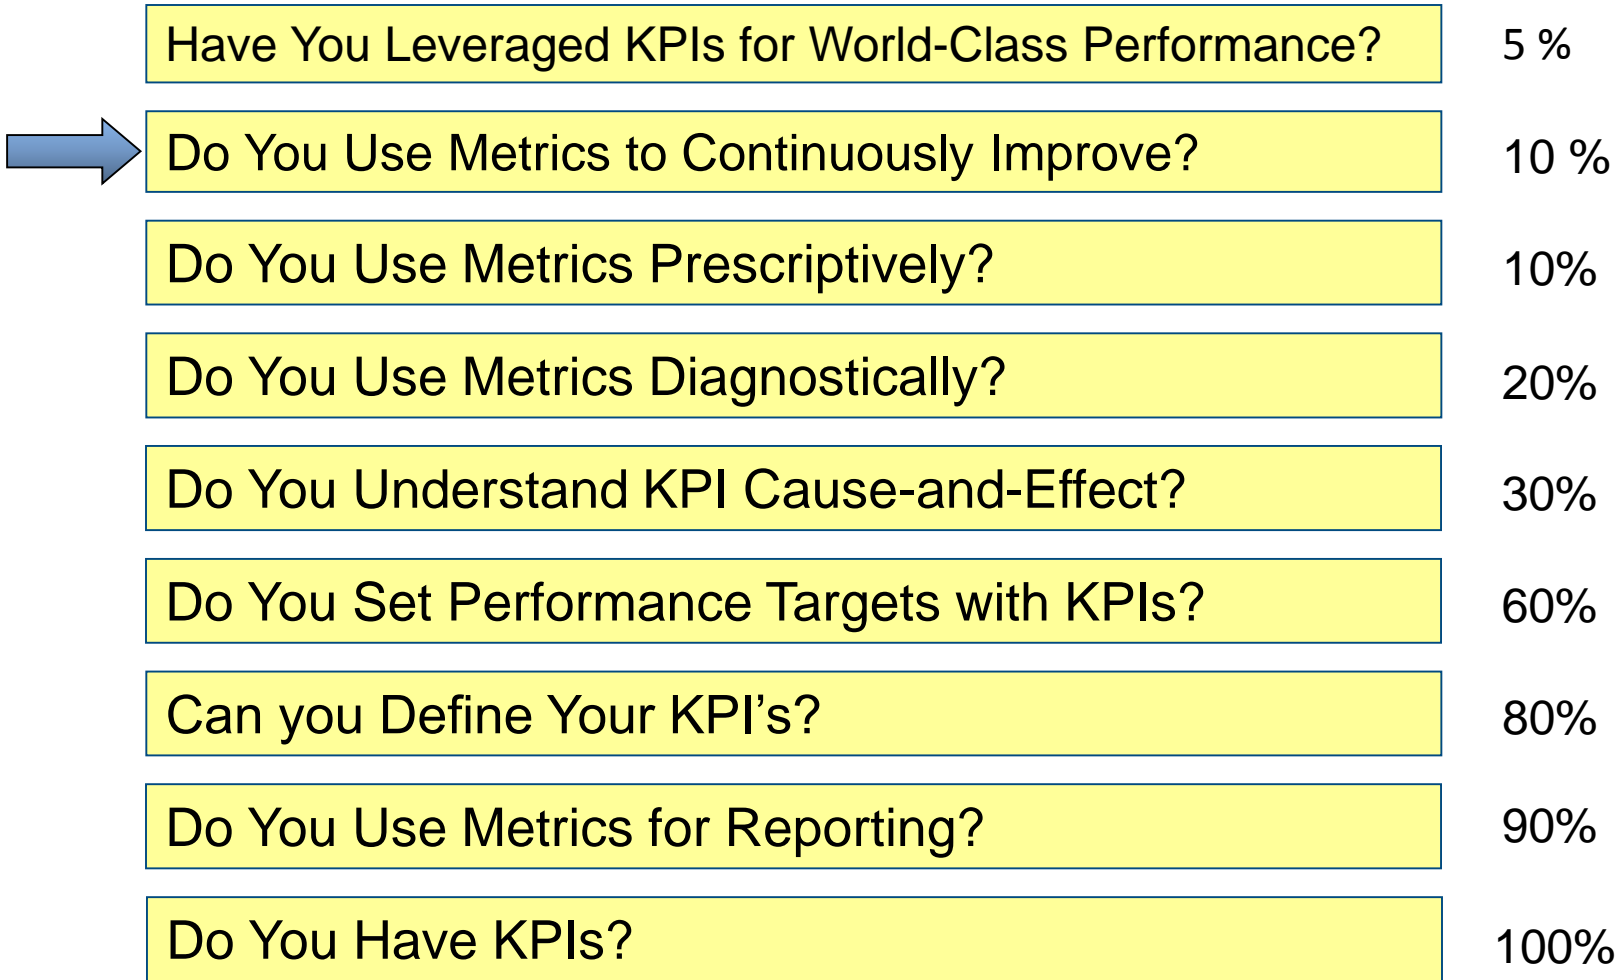 Have You Leveraged KPIs for World-Class Performance? 5 %
Do You Use Metrics to Continuously Improve? 10 %
Do You Use Metrics Prescriptively? 10%
Do You Use Metrics Diagnostically? 20%
Do You Understand KPI Cause-and-Effect? 30%
Do You Set Performance Targets with KPIs? 60%
Can you Define Your KPI’s? 80%
Do You Use Metrics for Reporting? 90%
Do You Have KPIs? 100%